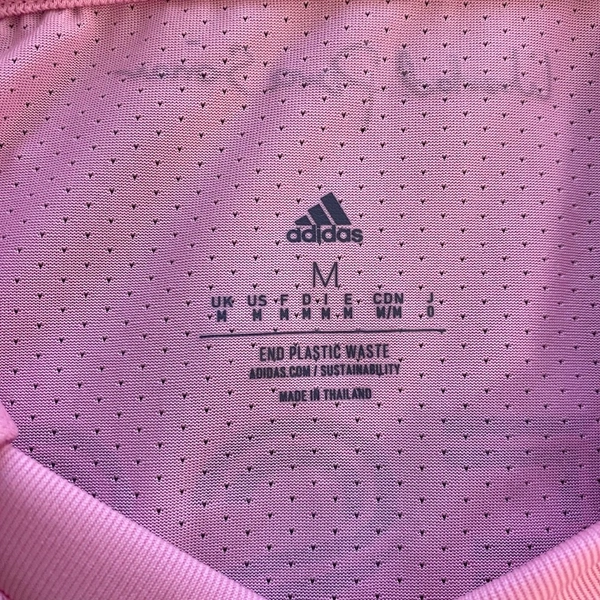 adidas
M
UK US F D I E CDN J
M M M M M M M/M O
END PLASTIC WASTE
ADIDAS.COM / SUSTAINABILITY
MADE IN THAILAND